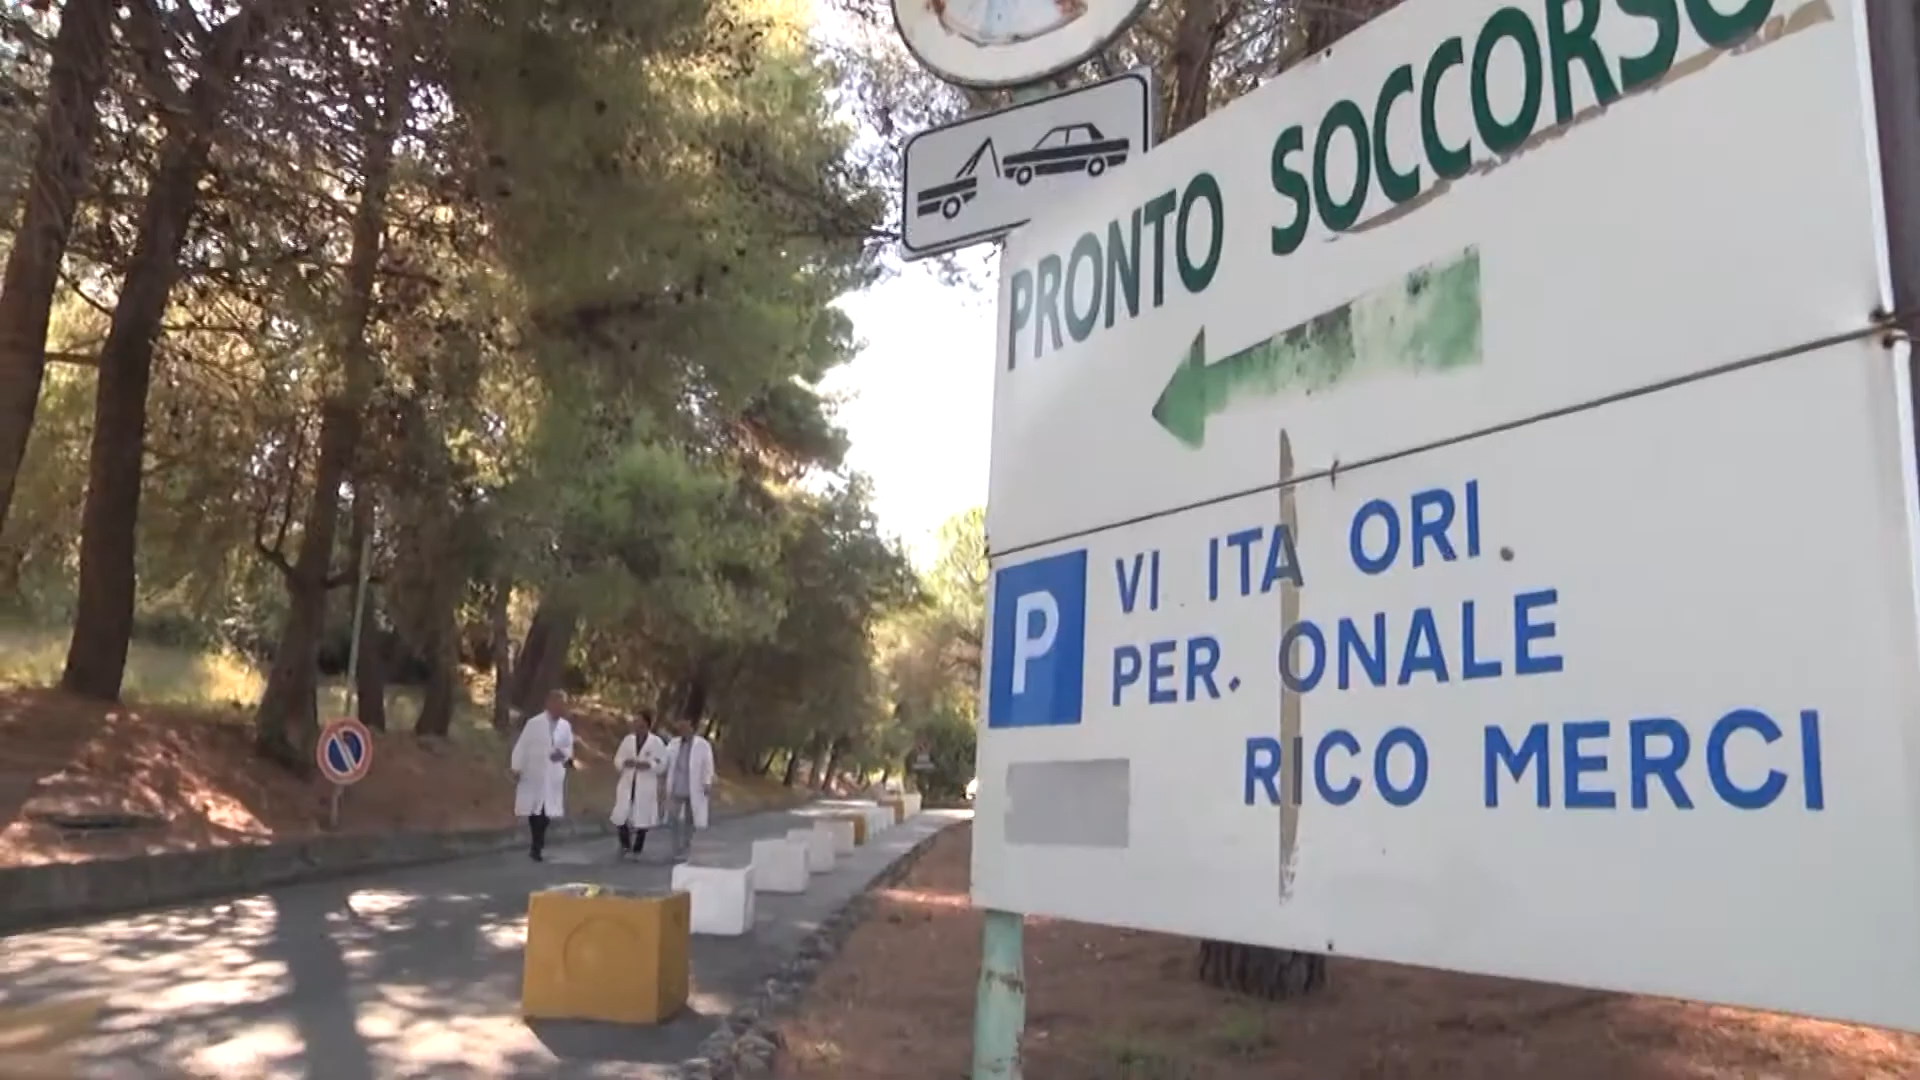 PRONTO SOCCORSO
P
VI ITA ORI.
PER. ONALE
RICO MERCI